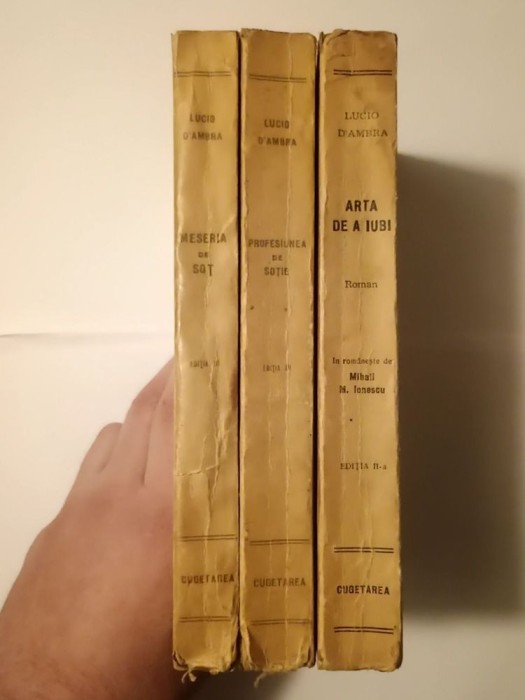 LUCIO
D'AMBRA
MESERIA
DE
SOȚ
CUGETAREA
LUCIO
D'AMBRA
PROFESIUNEA
DE
SOȚIE
CUGETAREA
LUCIO
D'AMBRA
ARTA
DE A IUBI
Roman
In românește de
Mihail
N. Ionescu
EDIȚIA II-a
CUGETAREA